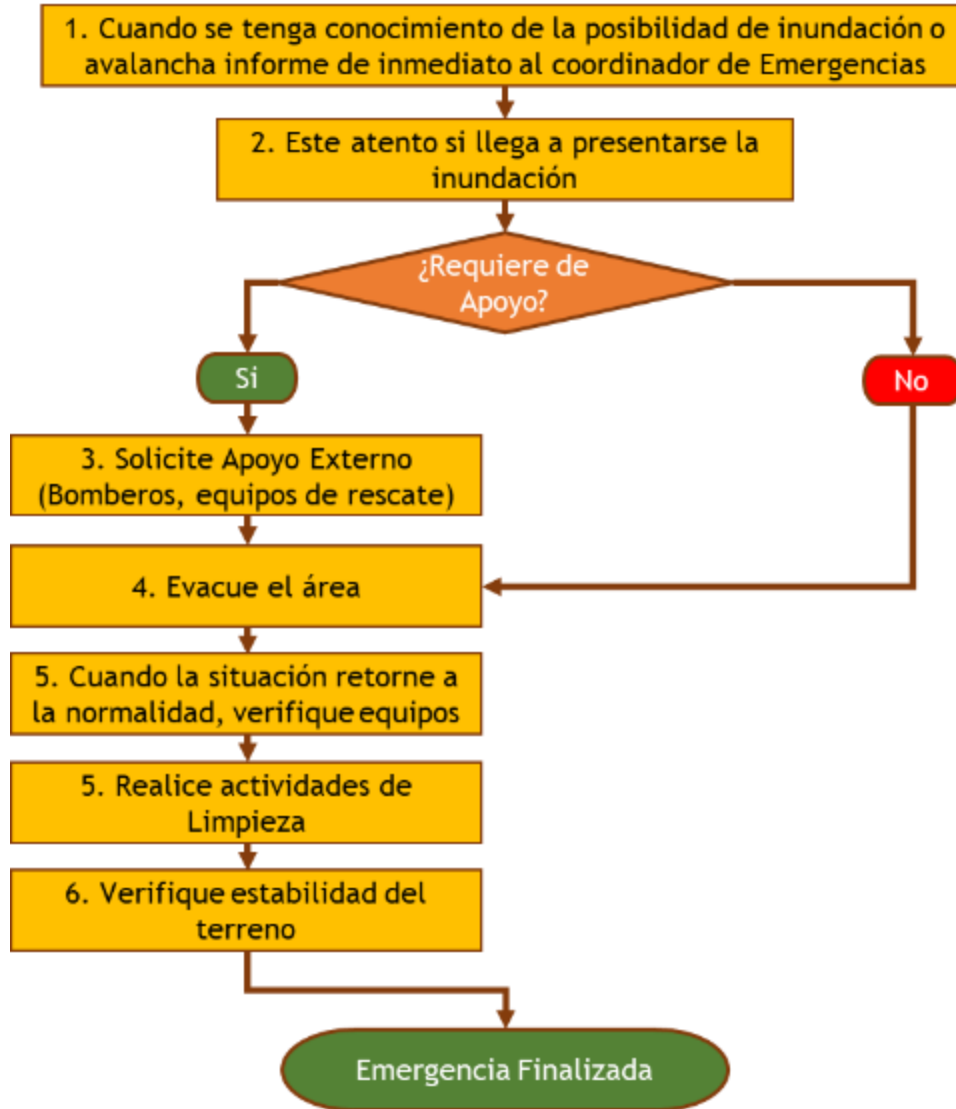 1. Cuando se tenga conocimiento de la posibilidad de inundación o
avalancha informe de inmediato al coordinador de Emergencias
2. Este atento si llega a presentarse la
inundación
¿Requiere de
Apoyo?
Si
No
3. Solicite Apoyo Externo
(Bomberos, equipos de rescate)
4. Evacue el área
5. Cuando la situación retorne a
la normalidad, verifique equipos
5. Realice actividades de
Limpieza
6. Verifique estabilidad del
terreno
Emergencia Finalizada